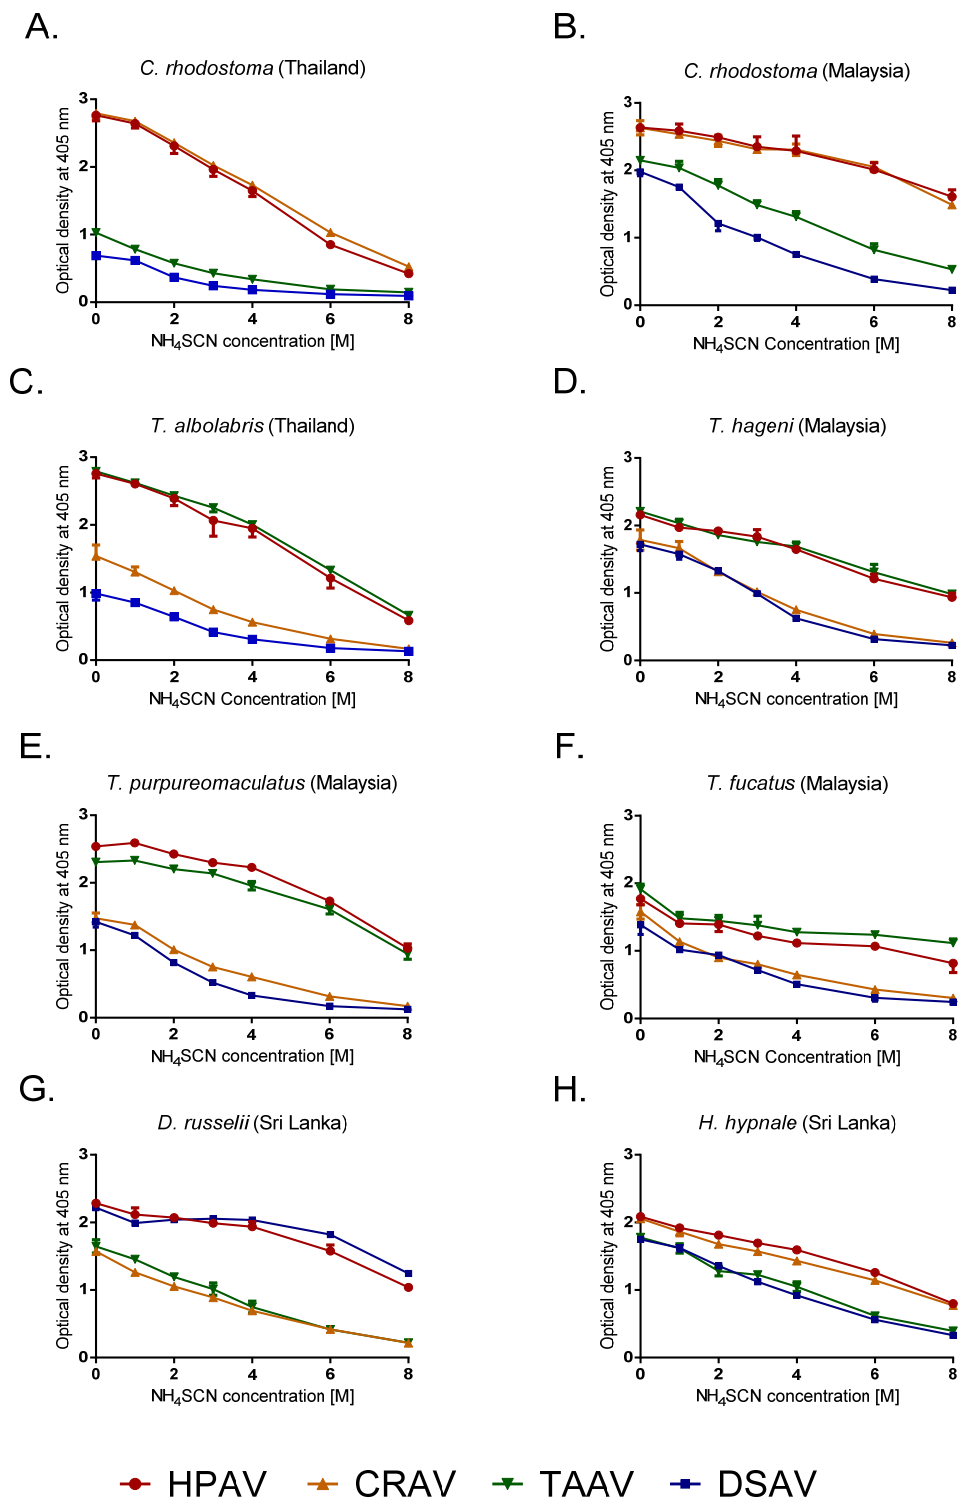 A.
C. rhodostoma (Thailand)
Optical density at 405 nm
3
2
1
0
0 2 4 6 8
NH4SCN concentration [M]
B.
C. rhodostoma (Malaysia)
Optical density at 405 nm
3
2
1
0
0 2 4 6 8
NH4SCN Concentration [M]
C.
T. albolabris (Thailand)
Optical density at 405 nm
3
2
1
0
0 2 4 6 8
NH4SCN Concentration [M]
D.
T. hageni (Malaysia)
Optical density at 405 nm
3
2
1
0
0 2 4 6 8
NH4SCN concentration [M]
E.
T. purpureomaculatus (Malaysia)
Optical density at 405 nm
3
2
1
0
0 2 4 6 8
NH4SCN concentration [M]
F.
T. fucatus (Malaysia)
Optical density at 405 nm
3
2
1
0
0 2 4 6 8
NH4SCN Concentration [M]
G.
D. russelii (Sri Lanka)
Optical density at 405 nm
3
2
1
0
0 2 4 6 8
NH4SCN concentration [M]
H.
H. hypnale (Sri Lanka)
Optical density at 405 nm
3
2
1
0
0 2 4 6 8
NH4SCN concentration [M]
HPAV CRAV TAAV DSAV